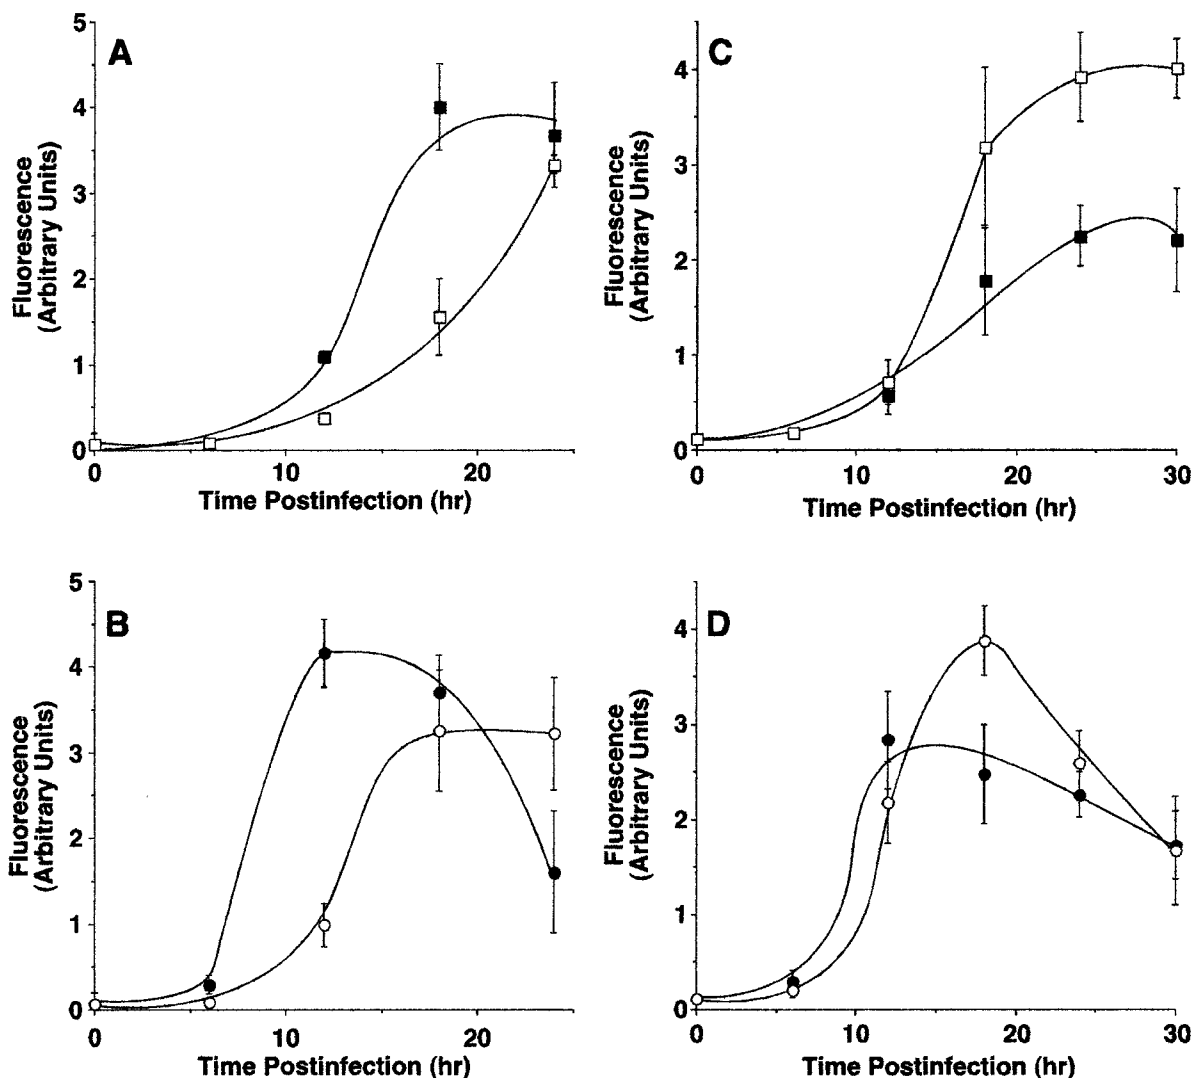 A
Fluorescence
(Arbitrary Units)
5
4
3
2
1
0
0 10 20
Time Postinfection (hr)
C
Fluorescence
(Arbitrary Units)
4
3
2
1
0
0 10 20 30
Time Postinfection (hr)
B
Fluorescence
(Arbitrary Units)
5
4
3
2
1
0
0 10 20
Time Postinfection (hr)
D
Fluorescence
(Arbitrary Units)
4
3
2
1
0
0 10 20 30
Time Postinfection (hr)